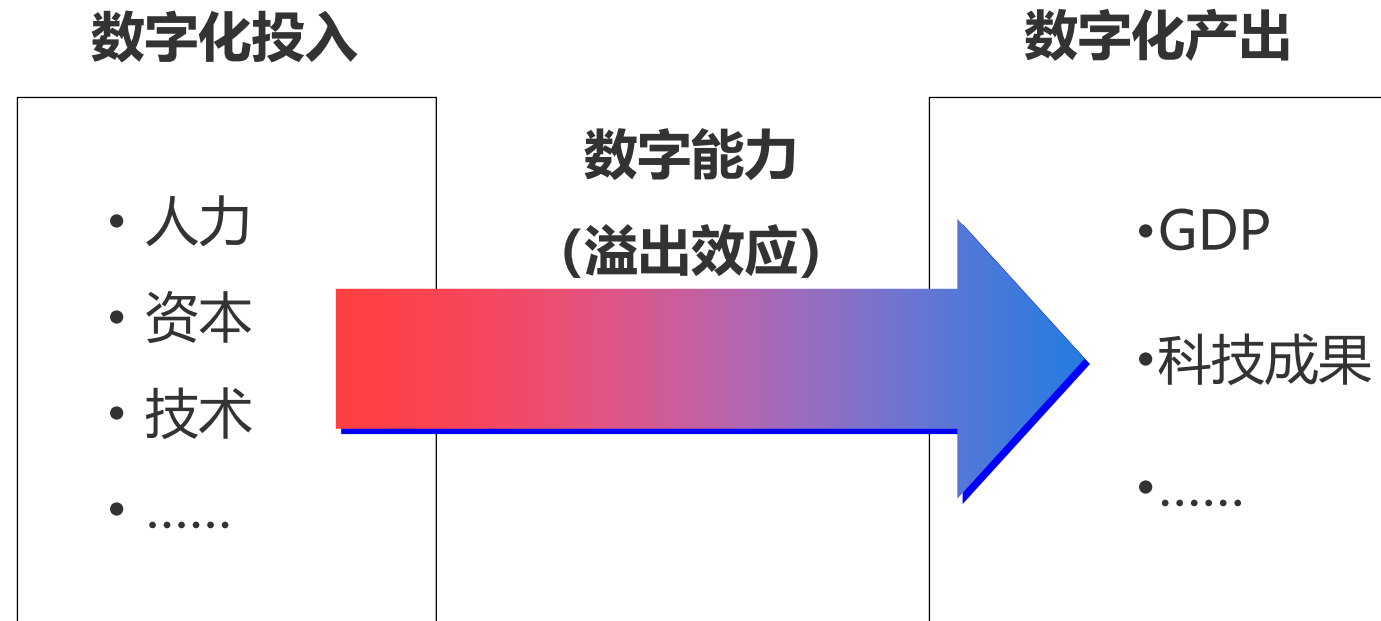 数字化投入
• 人力
• 资本
• 技术
• ……
数字能力
（溢出效应）
数字化产出
•GDP
•科技成果
•……